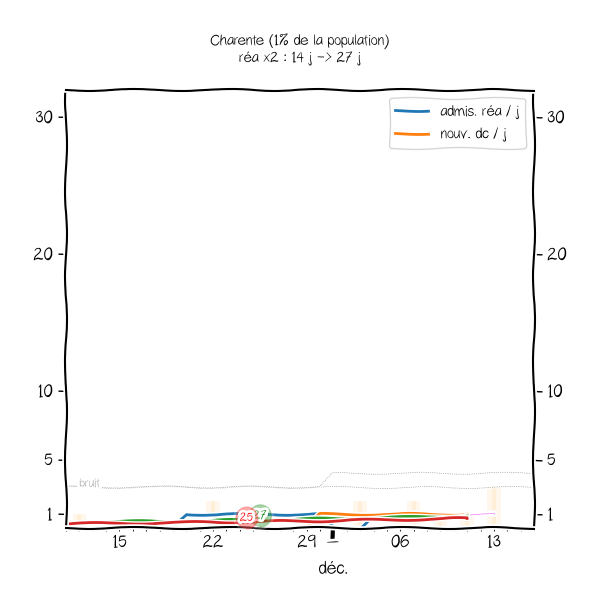 Charente (1% de la population)
réa x2 : 14 j -> 27 j
admis. réa / j
nouv. dc / j
30
30
20
20
10
10
5
5
bruit
1
1
25
27
15
22
29
06
13
déc.